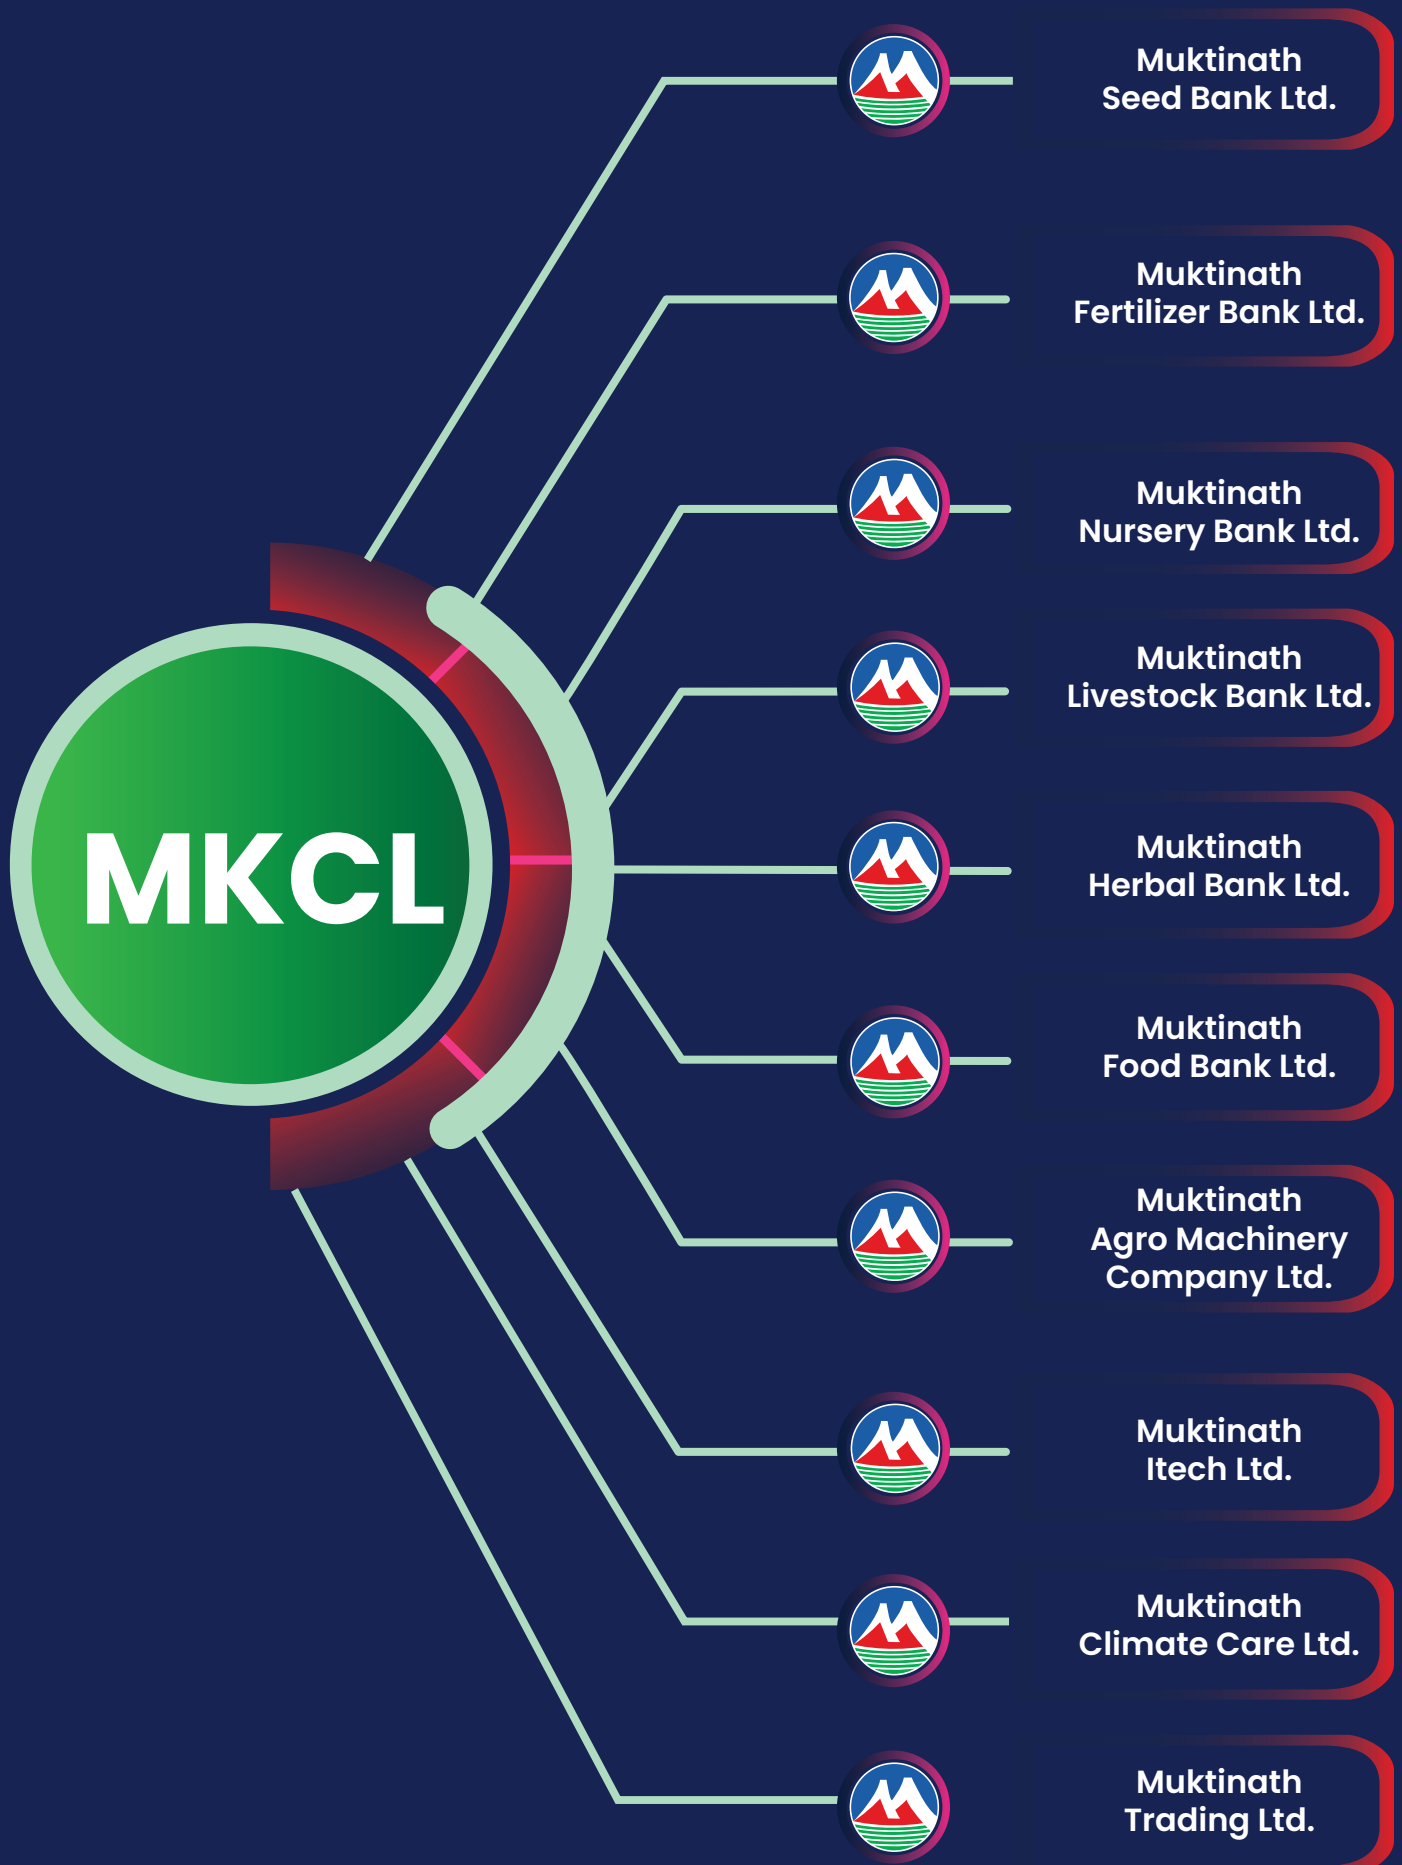 Muktinath
Seed Bank Ltd.
Muktinath
Fertilizer Bank Ltd.
Muktinath
Nursery Bank Ltd.
Muktinath
Livestock Bank Ltd.
MKCL
Muktinath
Herbal Bank Ltd.
Muktinath
Food Bank Ltd.
Muktinath
Agro Machinery
Company Ltd.
Muktinath
Itech Ltd.
Muktinath
Climate Care Ltd.
Muktinath
Trading Ltd.